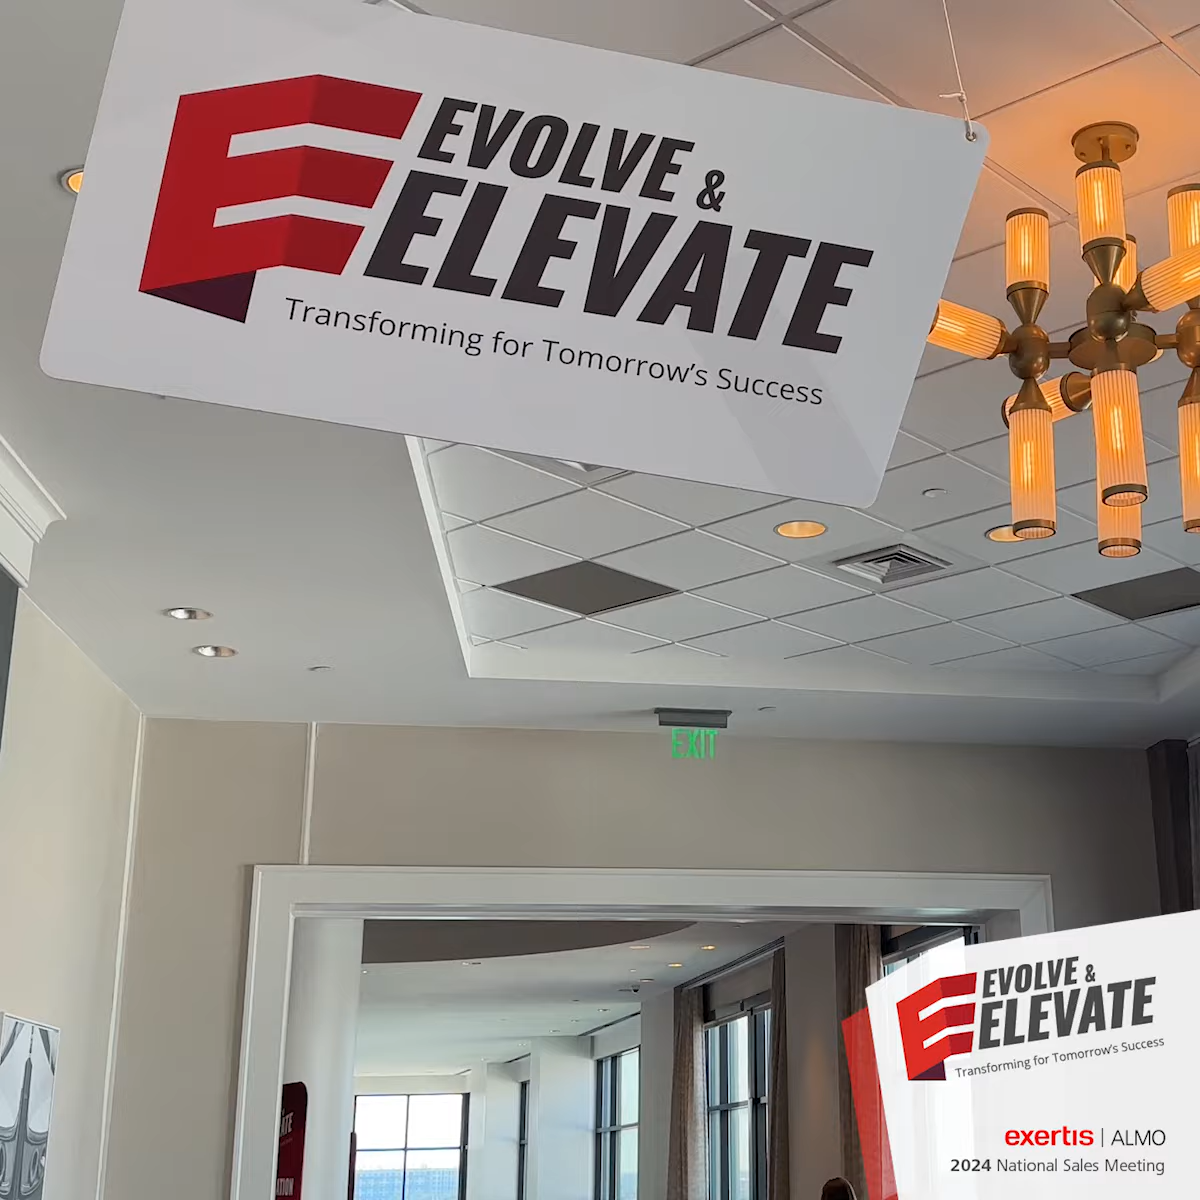 EVOLVE &
ELEVATE
Transforming for Tomorrow's Success
EXIT
EVOLVE &
ELEVATE
Transforming for Tomorrow's Success
exertis | ALMO
2024 National Sales Meeting